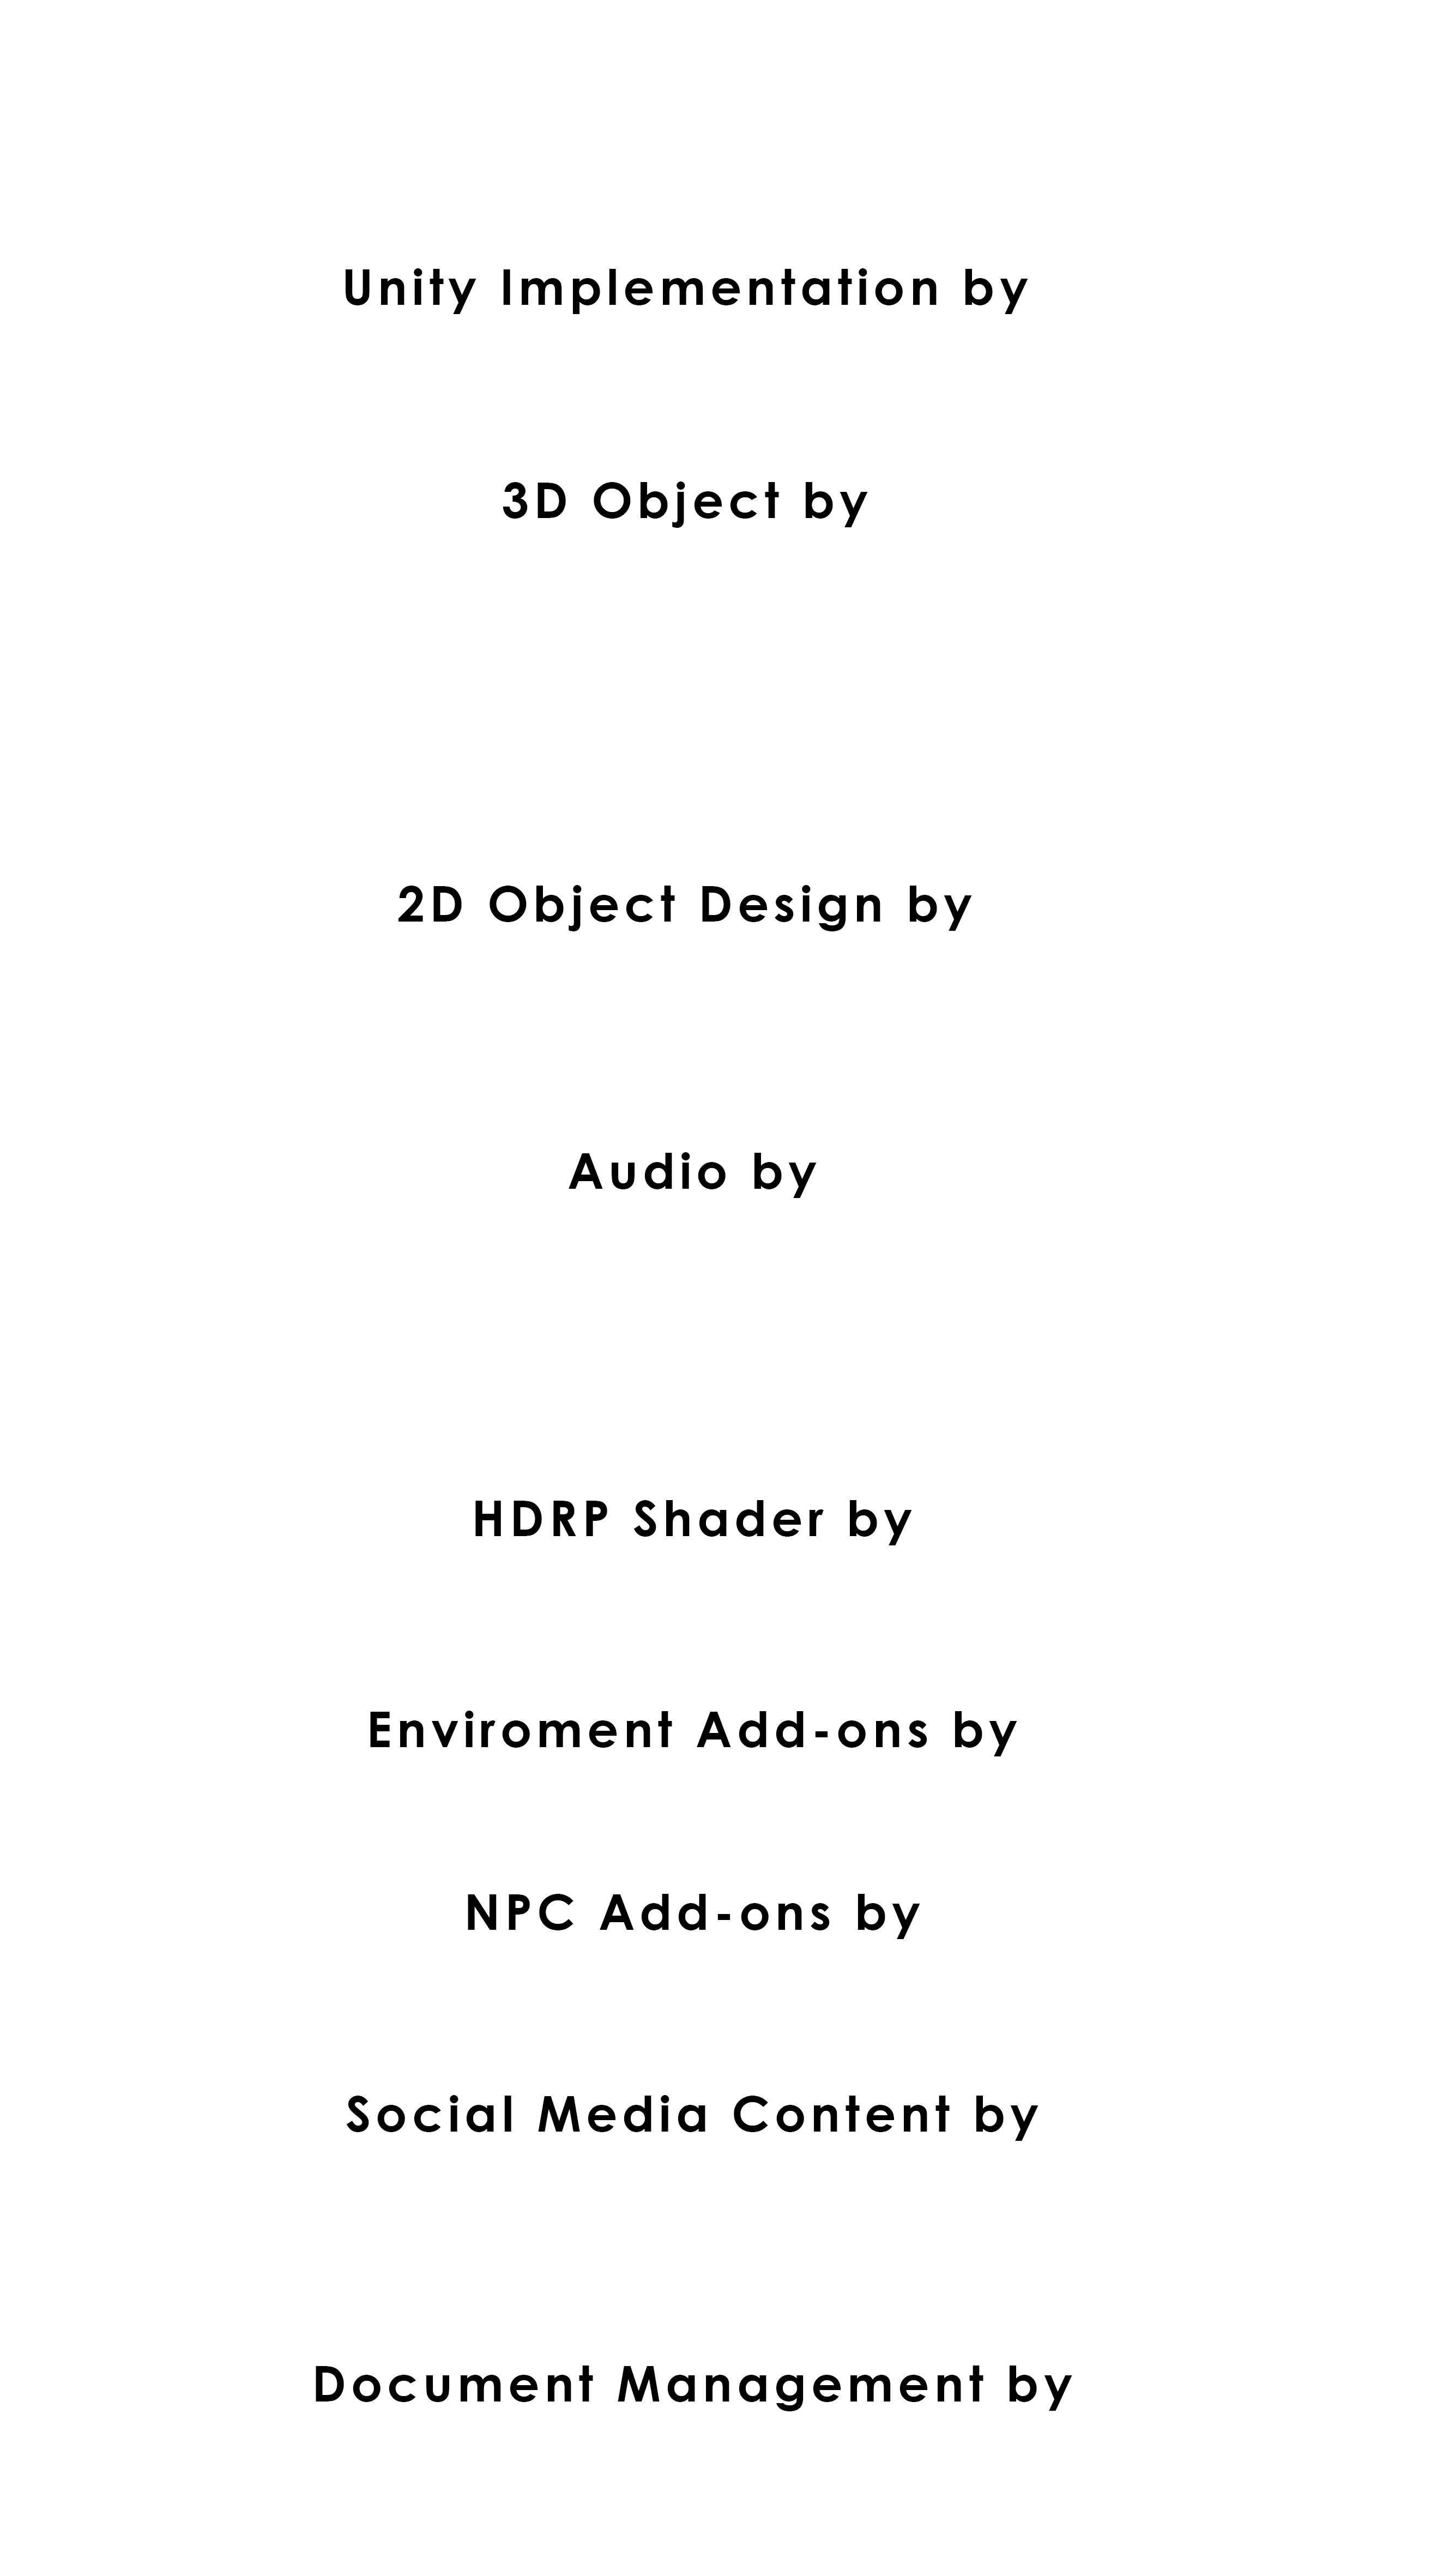 Unity Implementation by
3D Object by
2D Object Design by
Audio by
HDRP Shader by
Enviroment Add-ons by
NPC Add-ons by
Social Media Content by
Document Management by